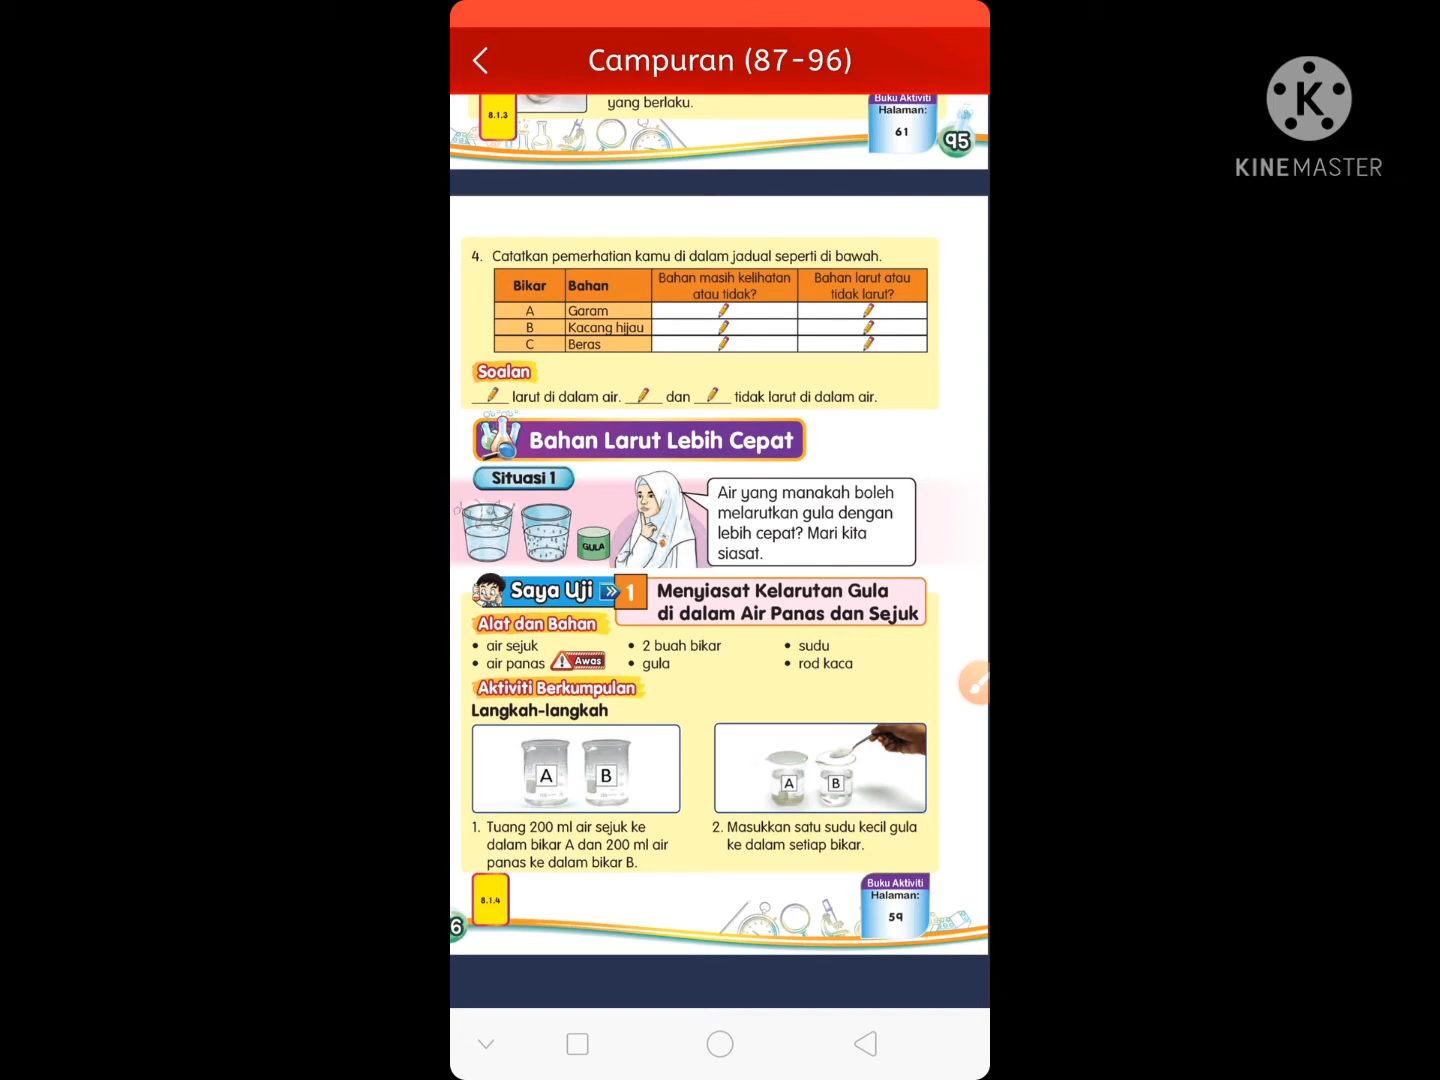 Campuran (87-96)
KINEMASTER
K
yang berlaku.
8.1.3
Buku Aktiviti
Halaman:
61
95
4. Catatkan pemerhatian kamu di dalam jadual seperti di bawah.
Bikar Bahan Bahan masih kelihatan atau tidak? Bahan larut atau tidak larut?
A Garam
B Kacang hijau
C Beras
Soalan
____ larut di dalam air. ____ dan ____ tidak larut di dalam air.
Bahan Larut Lebih Cepat
Situasi 1
GULA
Air yang manakah boleh
melarutkan gula dengan
lebih cepat? Mari kita
siasat.
Saya Uji 1 Menyiasat Kelarutan Gula
di dalam Air Panas dan Sejuk
Alat dan Bahan
• air sejuk • 2 buah bikar • sudu
• air panas Awas • gula • rod kaca
Aktiviti Berkumpulan
Langkah-langkah
A B
A B
1. Tuang 200 ml air sejuk ke
dalam bikar A dan 200 ml air
panas ke dalam bikar B.
2. Masukkan satu sudu kecil gula
ke dalam setiap bikar.
8.1.4
Buku Aktiviti
Halaman:
59
6